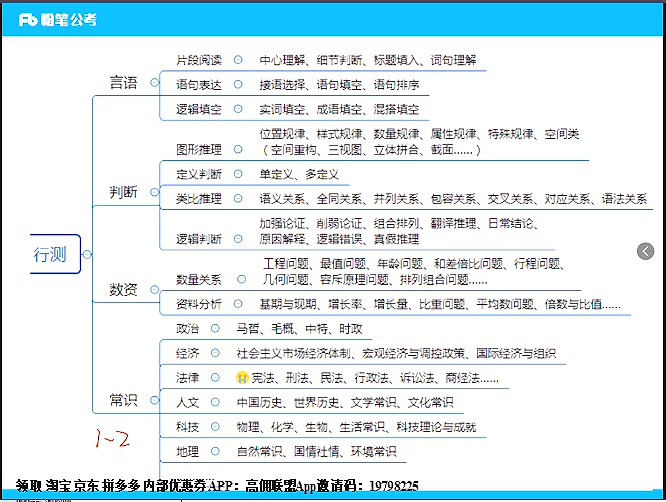 粉笔公考
片段阅读 中心理解、细节判断、标题填入、词句理解
言语
语句表达 接语选择、语句填空、语句排序
逻辑填空 实词填空、成语填空、混搭填空
位置规律、样式规律、数量规律、属性规律、特殊规律、空间类
图形推理
（空间重构、三视图、立体拼合、截面......）
定义判断 单定义、多定义
判断
类比推理 语义关系、全同关系、并列关系、包容关系、交叉关系、对应关系、语法关系
加强论证、削弱论证、组合排列、翻译推理、日常结论、
逻辑判断
原因解释、逻辑错误、真假推理
行测
工程问题、最值问题、年龄问题、和差倍比问题、行程问题、
数量关系
几何问题、容斥原理问题、排列组合问题......
数资
资料分析 基期与现期、增长率、增长量、比重问题、平均数问题、倍数与比值......
政治 马哲、毛概、中特、时政
经济 社会主义市场经济体制、宏观经济与调控政策、国际经济与组织
法律 宪法、刑法、民法、行政法、诉讼法、商经法......
常识
人文 中国历史、世界历史、文学常识、文化常识
科技 物理、化学、生物、生活常识、科技理论与成就
1-2
地理 自然常识、国情社情、环境常识
领取 淘宝京东 拼多多 内部优惠券 APP：高佣联盟App邀请码：19798225